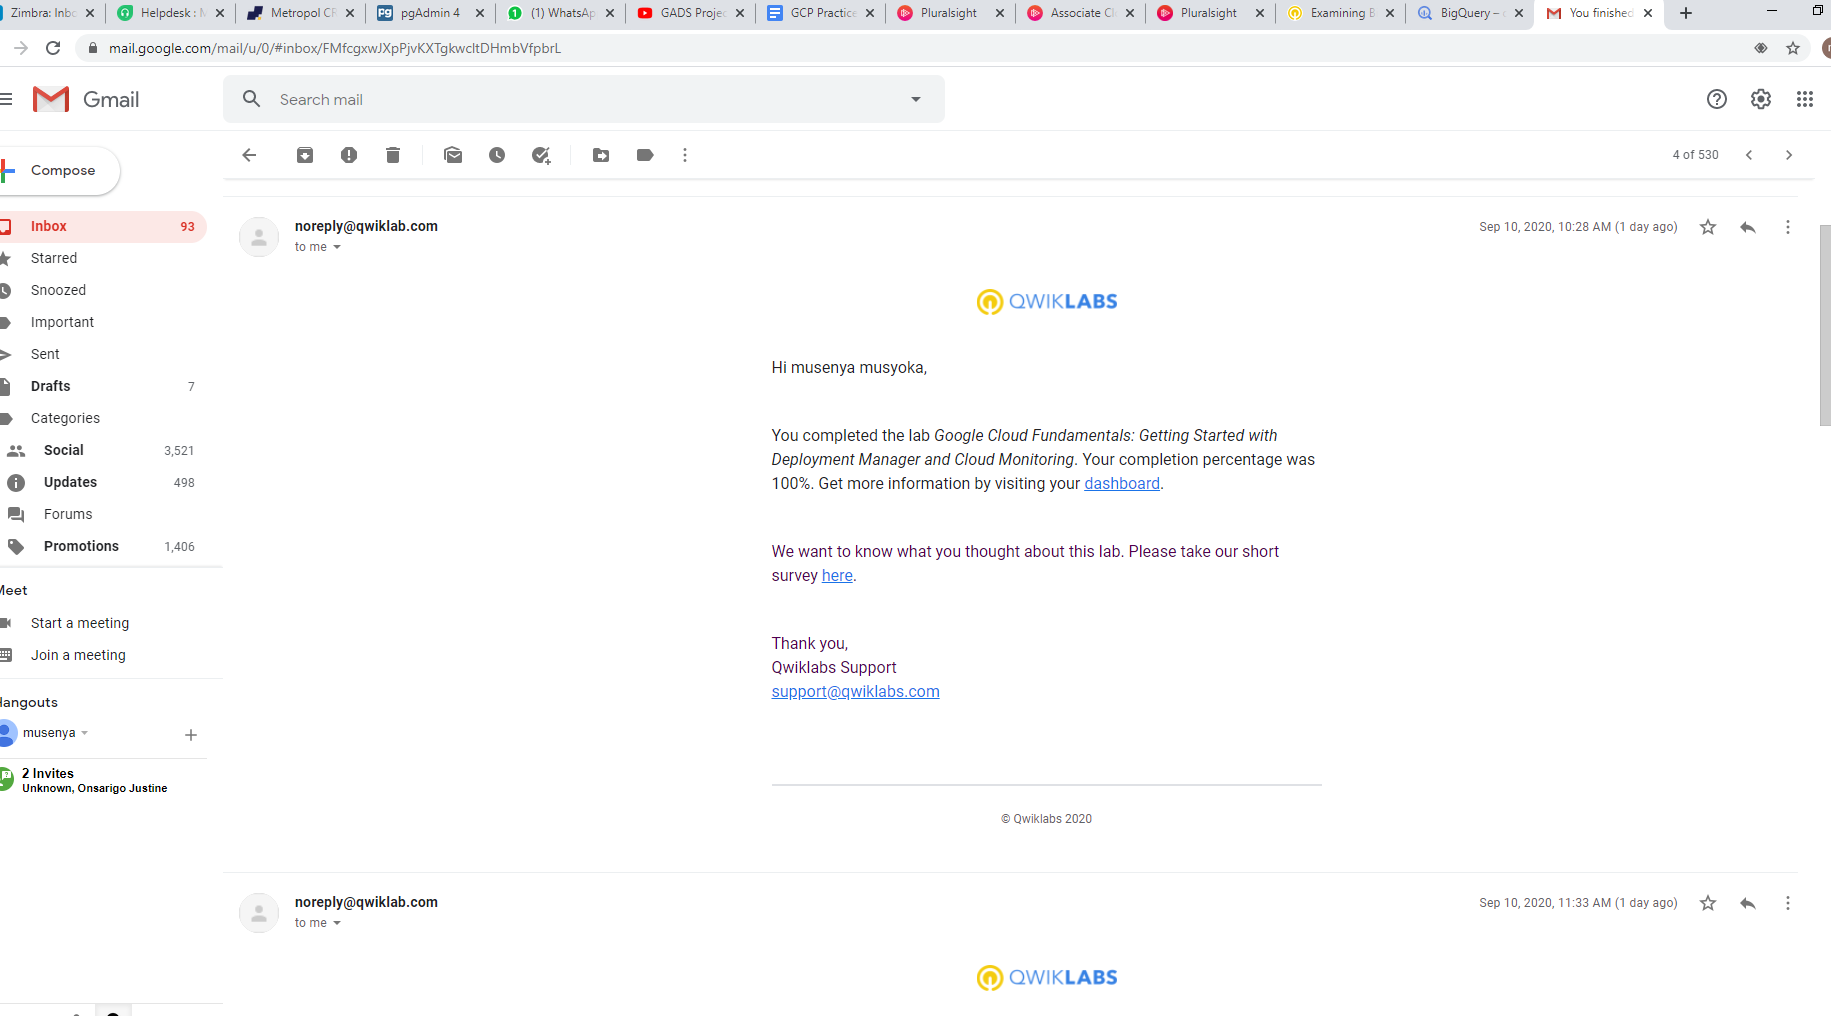 Zimbra: Inbo
Helpdesk : M
Metropol CR
pgAdmin 4
(1) WhatsAp
GADS Projec
GCP Practice
Pluralsight
Associate Cl
Pluralsight
Examining B
BigQuery – c
You finished
mail.google.com/mail/u/0/#inbox/FMfcgxwJXpPjvKXTgkwcltDHmbVfpbrL
Gmail
Search mail
Compose
4 of 530
Inbox 93
Starred
Snoozed
Important
Sent
Drafts 7
Categories
Social 3,521
Updates 498
Forums
Promotions 1,406
Meet
Start a meeting
Join a meeting
Hangouts
musenya
2 Invites
Unknown, Onsarigo Justine
noreply@qwiklab.com
Sep 10, 2020, 10:28 AM (1 day ago)
to me
QWIKLABS
Hi musenya musyoka,
You completed the lab Google Cloud Fundamentals: Getting Started with
Deployment Manager and Cloud Monitoring. Your completion percentage was
100%. Get more information by visiting your dashboard.
We want to know what you thought about this lab. Please take our short
survey here.
Thank you,
Qwiklabs Support
support@qwiklabs.com
© Qwiklabs 2020
noreply@qwiklab.com
Sep 10, 2020, 11:33 AM (1 day ago)
to me
QWIKLABS